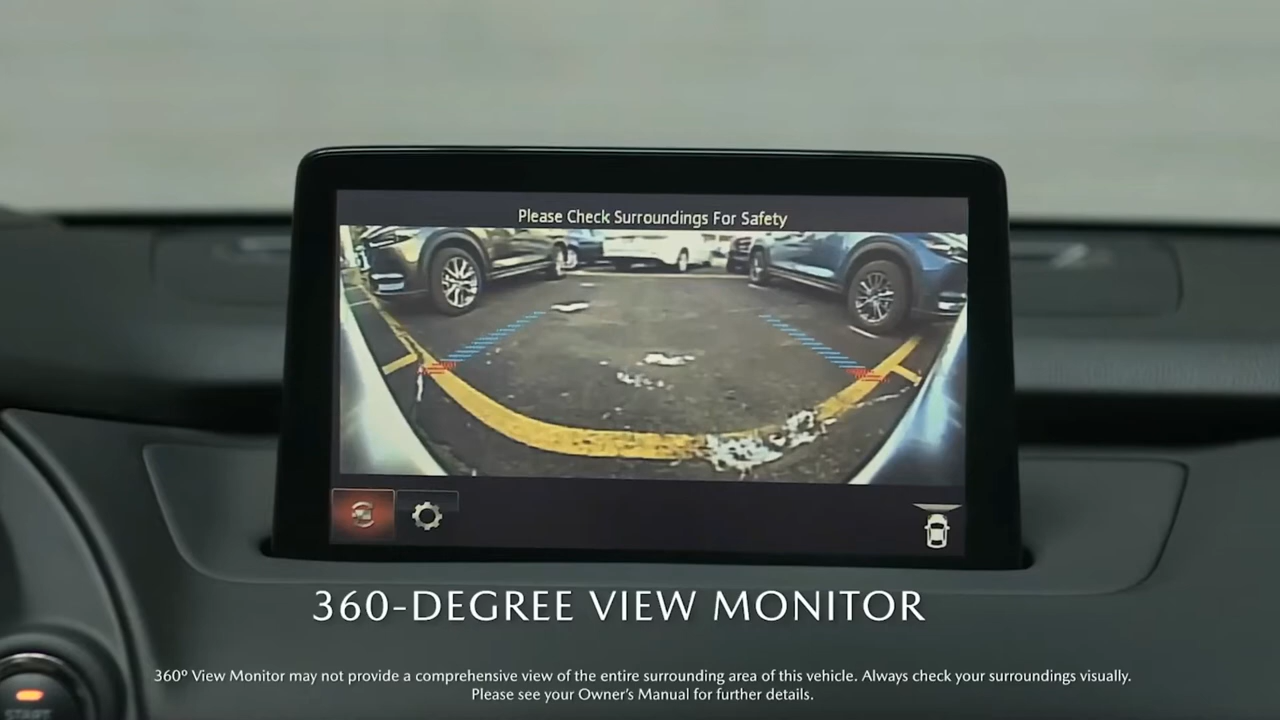 Please Check Surroundings For Safety
360-DEGREE VIEW MONITOR
360° View Monitor may not provide a comprehensive view of the entire surrounding area of this vehicle. Always check your surroundings visually.
Please see your Owner's Manual for further details.
START